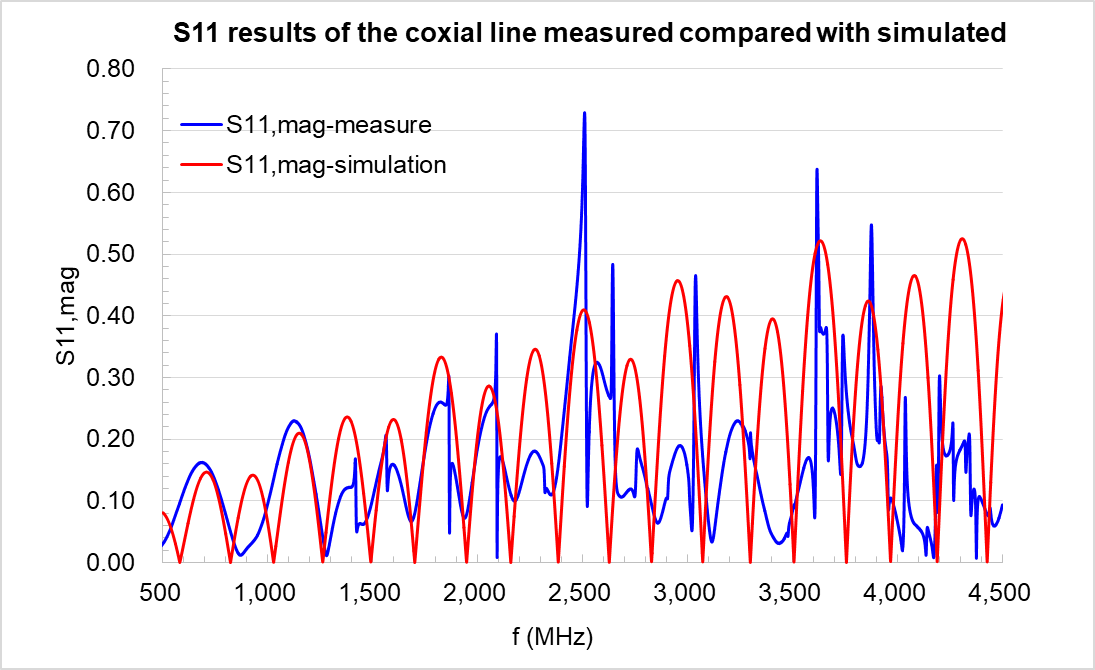 S11 results of the coxial line measured compared with simulated
0.80
0.70
0.60
0.50
0.40
0.30
0.20
0.10
0.00
S11,mag
S11,mag-measure
S11,mag-simulation
500 1,000 1,500 2,000 2,500 3,000 3,500 4,000 4,500
f (MHz)